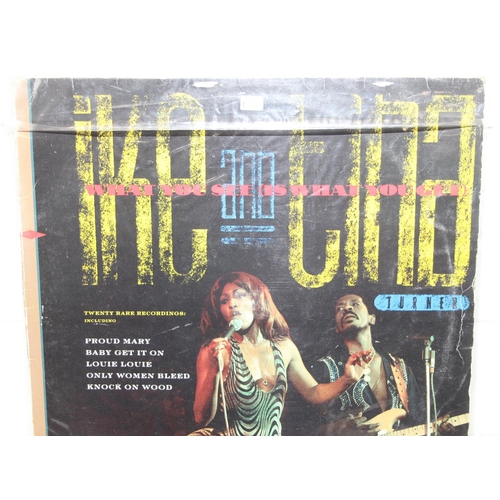 ike and tina
WHAT YOU SEE (IS WHAT YOU GET)
TURNER
TWENTY RARE RECORDINGS:
INCLUDING
PROUD MARY
BABY GET IT ON
LOUIE LOUIE
ONLY WOMEN BLEED
KNOCK ON WOOD